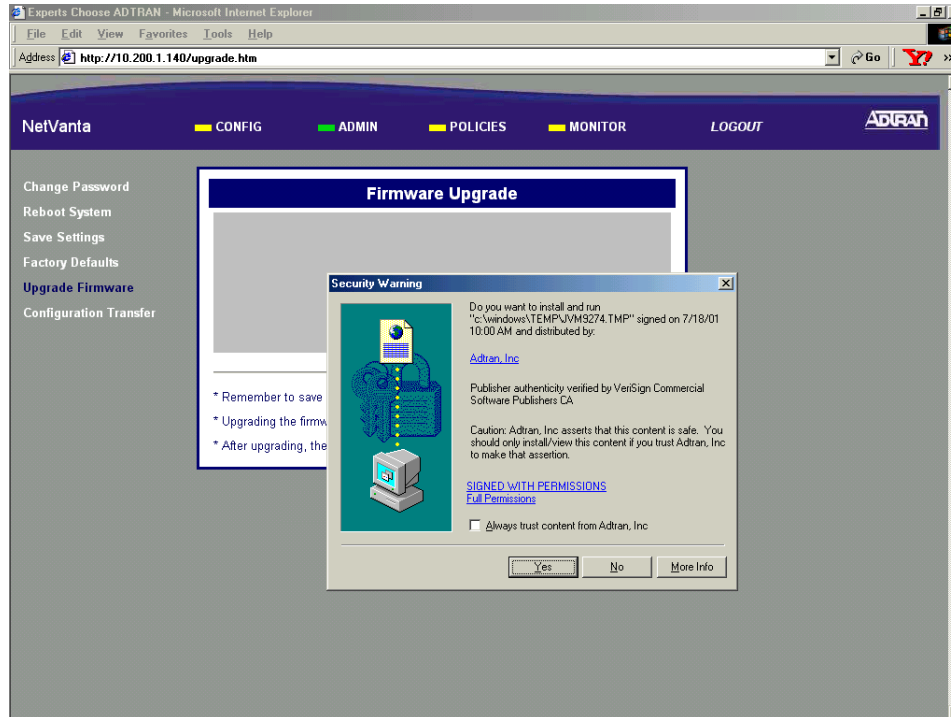 Experts Choose ADTRAN - Microsoft Internet Explorer
File Edit View Favorites Tools Help
Address http://10.200.1.140/upgrade.htm Go
NetVanta CONFIG ADMIN POLICIES MONITOR LOGOUT ADTRAN
Change Password
Reboot System
Save Settings
Factory Defaults
Upgrade Firmware
Configuration Transfer
Firmware Upgrade
* Remember to save
* Upgrading the firmw
* After upgrading, the
Security Warning
Do you want to install and run
"c:\windows\TEMP\JVM9274.TMP" signed on 7/18/01
10:00 AM and distributed by:
Adtran, Inc
Publisher authenticity verified by VeriSign Commercial
Software Publishers CA
Caution: Adtran, Inc asserts that this content is safe. You
should only install/view this content if you trust Adtran, Inc
to make that assertion.
SIGNED WITH PERMISSIONS
Full Permissions
Always trust content from Adtran, Inc
Yes No More Info